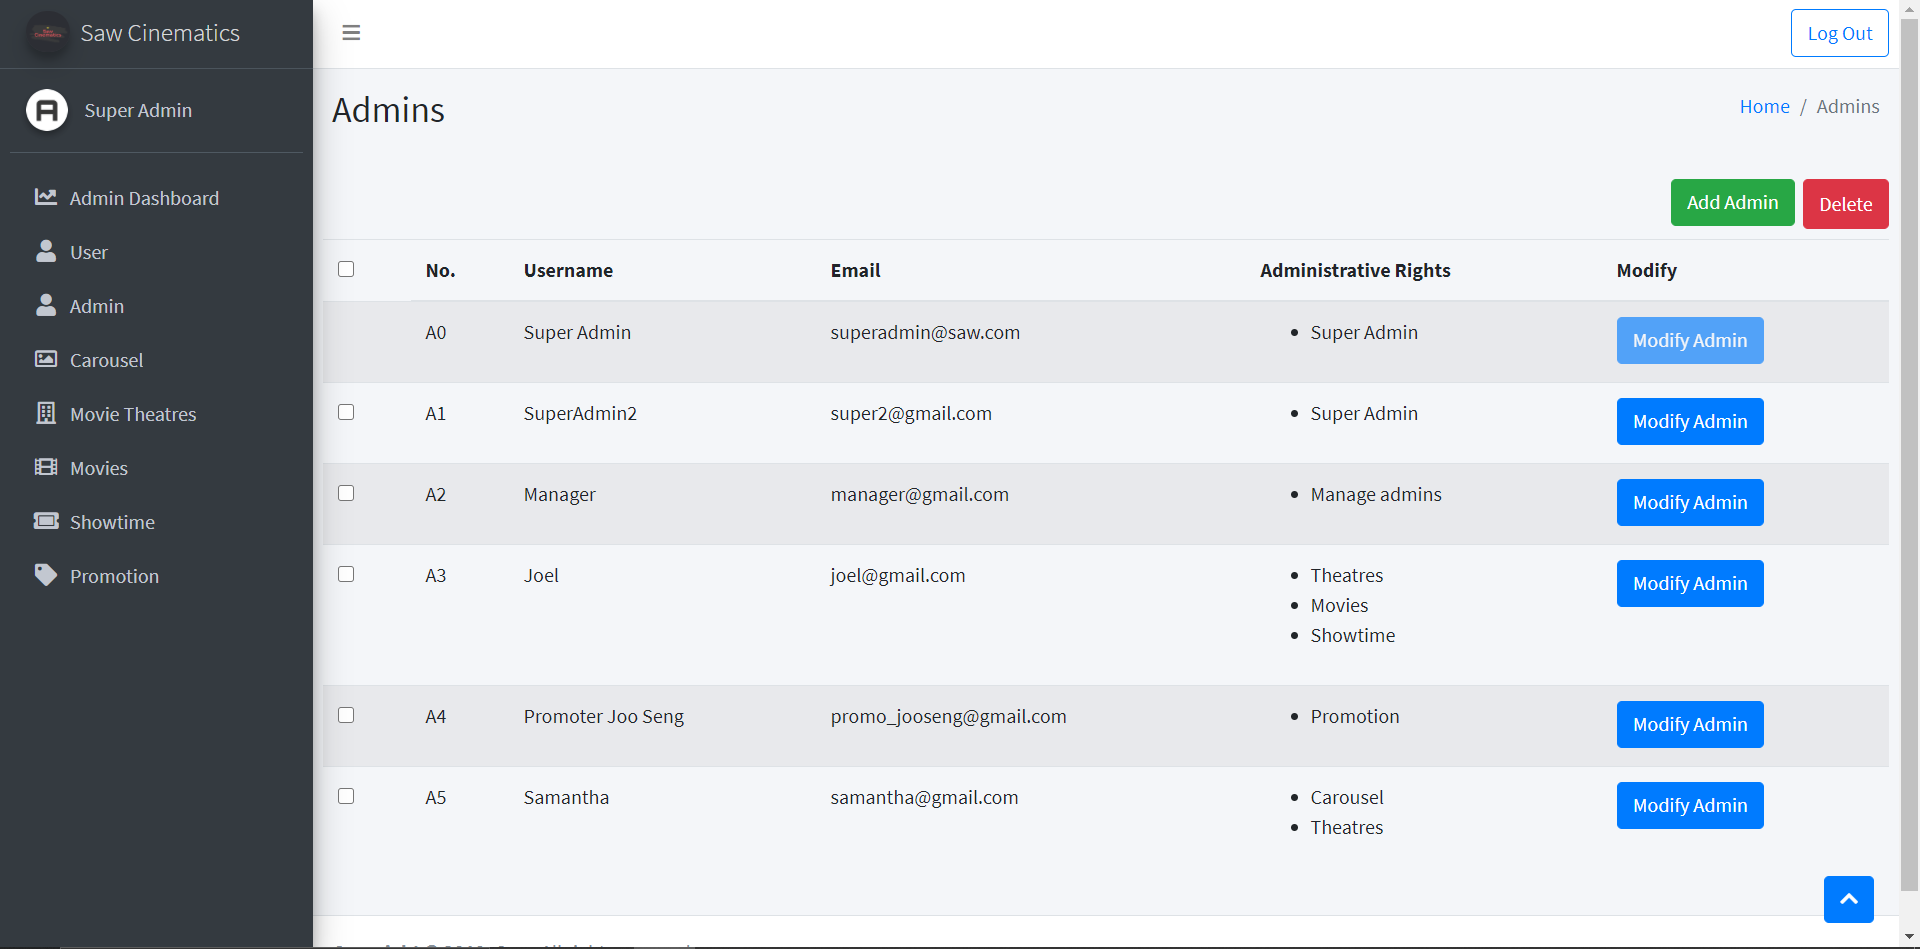 Saw Cinematics
Log Out
Super Admin
Admins
Home / Admins
Admin Dashboard
User
Admin
Carousel
Movie Theatres
Movies
Showtime
Promotion
Add Admin Delete
No. Username Email Administrative Rights Modify
A0 Super Admin superadmin@saw.com • Super Admin Modify Admin
A1 SuperAdmin2 super2@gmail.com • Super Admin Modify Admin
A2 Manager manager@gmail.com • Manage admins Modify Admin
A3 Joel joel@gmail.com • Theatres Modify Admin
• Movies
• Showtime
A4 Promoter Joo Seng promo_jooseng@gmail.com • Promotion Modify Admin
A5 Samantha samantha@gmail.com • Carousel Modify Admin
• Theatres